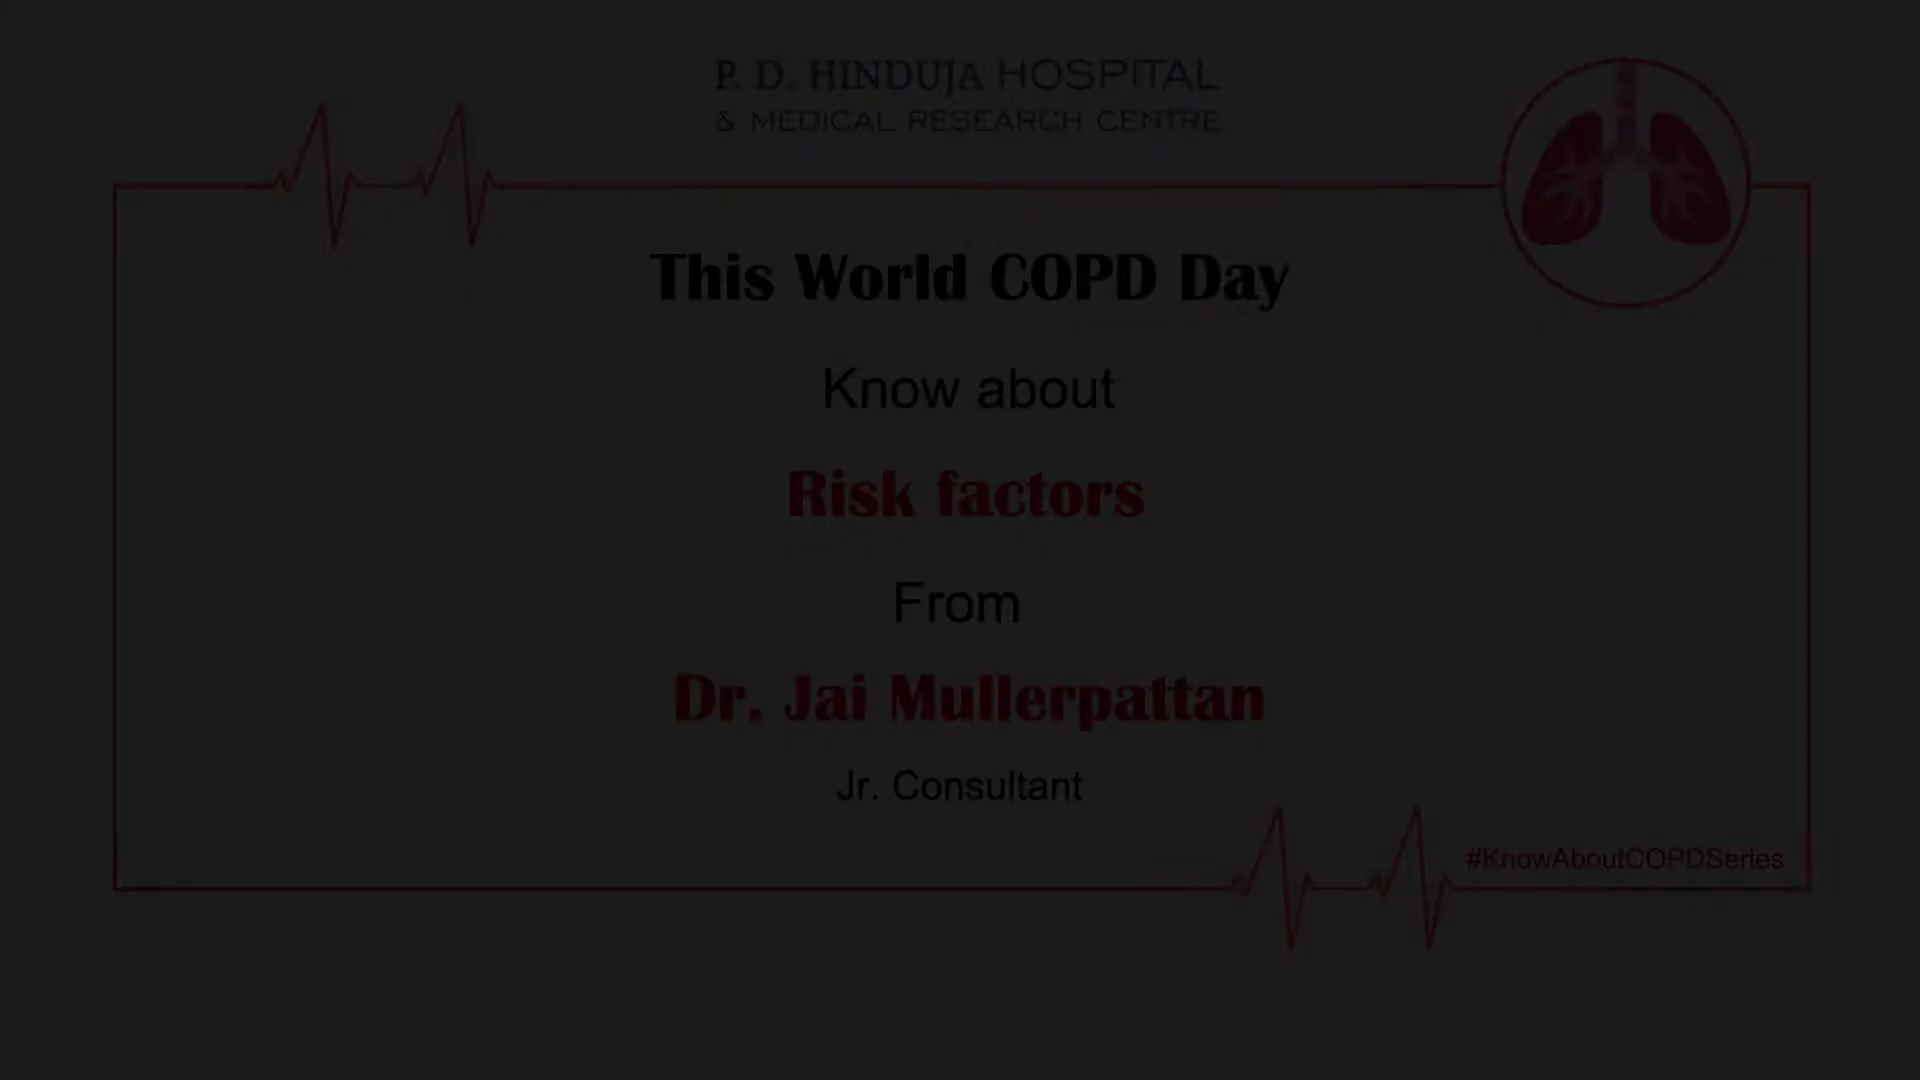 P. D. HINDUJA HOSPITAL
& MEDICAL RESEARCH CENTRE
This World COPD Day
Know about
Risk factors
From
Dr. Jai Mullerpattan
Jr. Consultant
#KnowAboutCOPDSeries